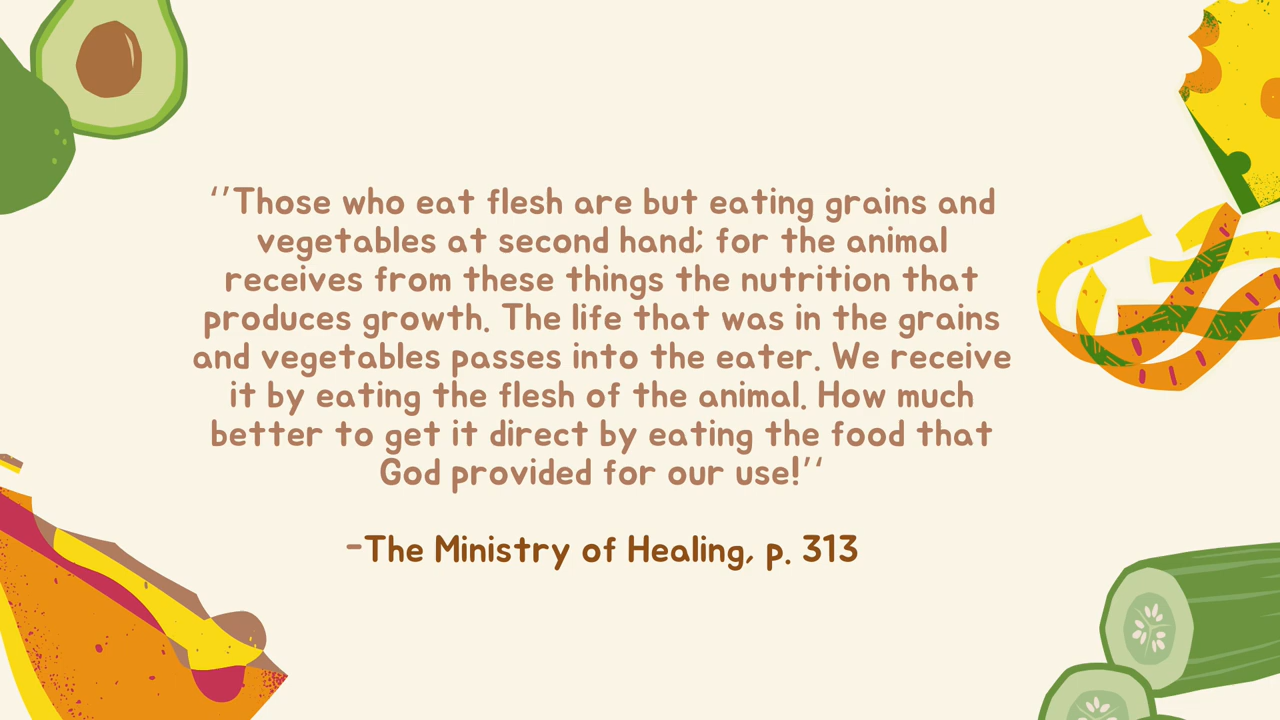 ‘’Those who eat flesh are but eating grains and
vegetables at second hand; for the animal
receives from these things the nutrition that
produces growth. The life that was in the grains
and vegetables passes into the eater. We receive
it by eating the flesh of the animal. How much
better to get it direct by eating the food that
God provided for our use!’‘
-The Ministry of Healing, p. 313